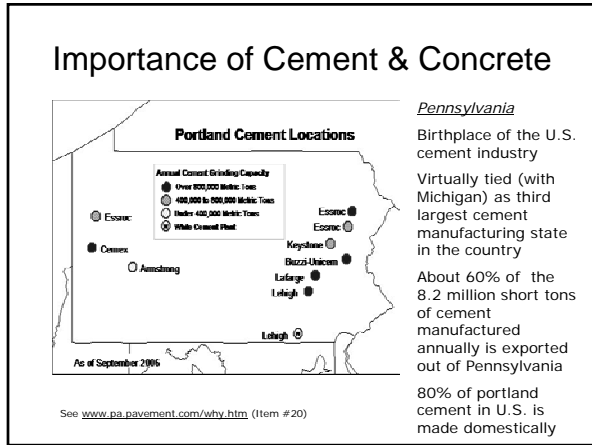 Importance of Cement & Concrete
Portland Cement Locations
Annual Cement Grinding Capacity
Over 800,000 Metric Tons
400,000 to 800,000 Metric Tons
Under 400,000 Metric Tons
White Cement Plant
Essroc
Cemex
Armstrong
Essroc
Essroc
Keystone
Buzzi-Unicem
Lafarge
Lehigh
Lehigh
As of September 2006
See www.pa.pavement.com/why.htm (Item #20)
Pennsylvania
Birthplace of the U.S.
cement industry
Virtually tied (with
Michigan) as third
largest cement
manufacturing state
in the country
About 60% of the
8.2 million short tons
of cement
manufactured
annually is exported
out of Pennsylvania
80% of portland
cement in U.S. is
made domestically